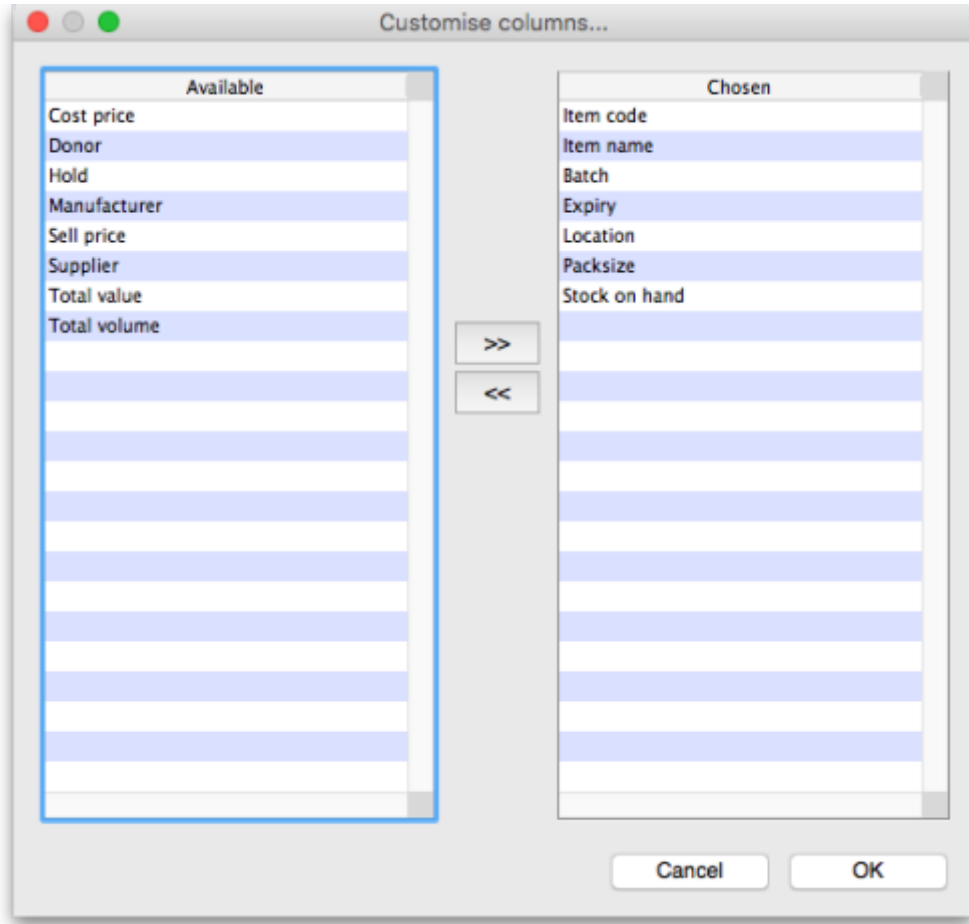 Customise columns...
Available
Cost price
Donor
Hold
Manufacturer
Sell price
Supplier
Total value
Total volume
>>
<<
Chosen
Item code
Item name
Batch
Expiry
Location
Packsize
Stock on hand
Cancel
OK